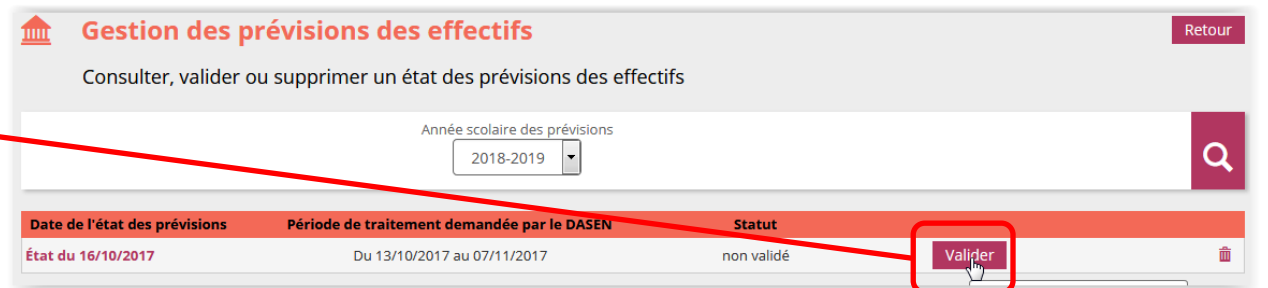 Gestion des prévisions des effectifs
Retour
Consulter, valider ou supprimer un état des prévisions des effectifs
Année scolaire des prévisions
2018-2019
Date de l'état des prévisions Période de traitement demandée par le DASEN Statut
État du 16/10/2017 Du 13/10/2017 au 07/11/2017 non validé Valider